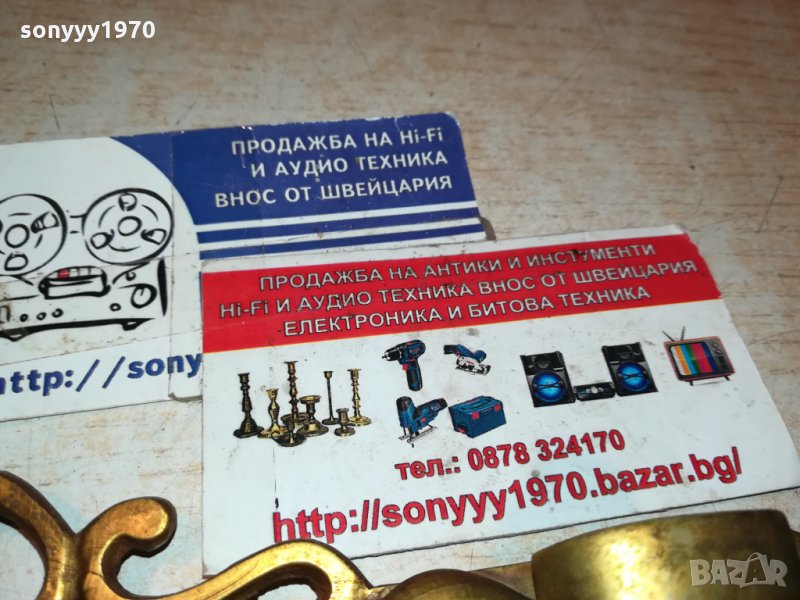 sonyyy1970
ПРОДАЖБА НА Hi-Fi
И АУДИО ТЕХНИКА
ВНОС ОТ ШВЕЙЦАРИЯ
http://sony
ПРОДАЖБА НА АНТИКИ И ИНСТУМЕНТИ
Hi-Fi И АУДИО ТЕХНИКА ВНОС ОТ ШВЕЙЦАРИЯ
ЕЛЕКТРОНИКА И БИТОВА ТЕХНИКА
тел.: 0878 324170
http://sonyyy1970.bazar.bg/
BAZAR
sonyyy1970